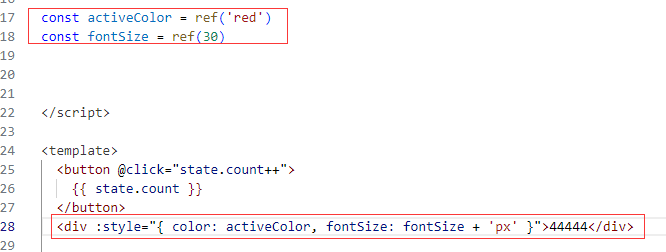 17 const activeColor = ref('red')
18 const fontSize = ref(30)
19
20
21
22 </script>
23
24 <template>
25 <button @click="state.count++">
26 {{ state.count }}
27 </button>
28 <div :style="{ color: activeColor, fontSize: fontSize + 'px' }">44444</div>
29